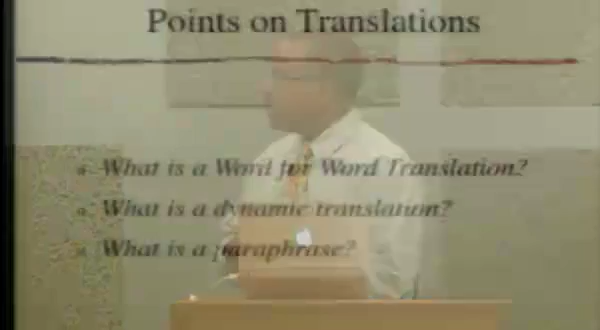 Points on Translations
What is a Word for Word Translation?
What is a dynamic translation?
What is a paraphrase?